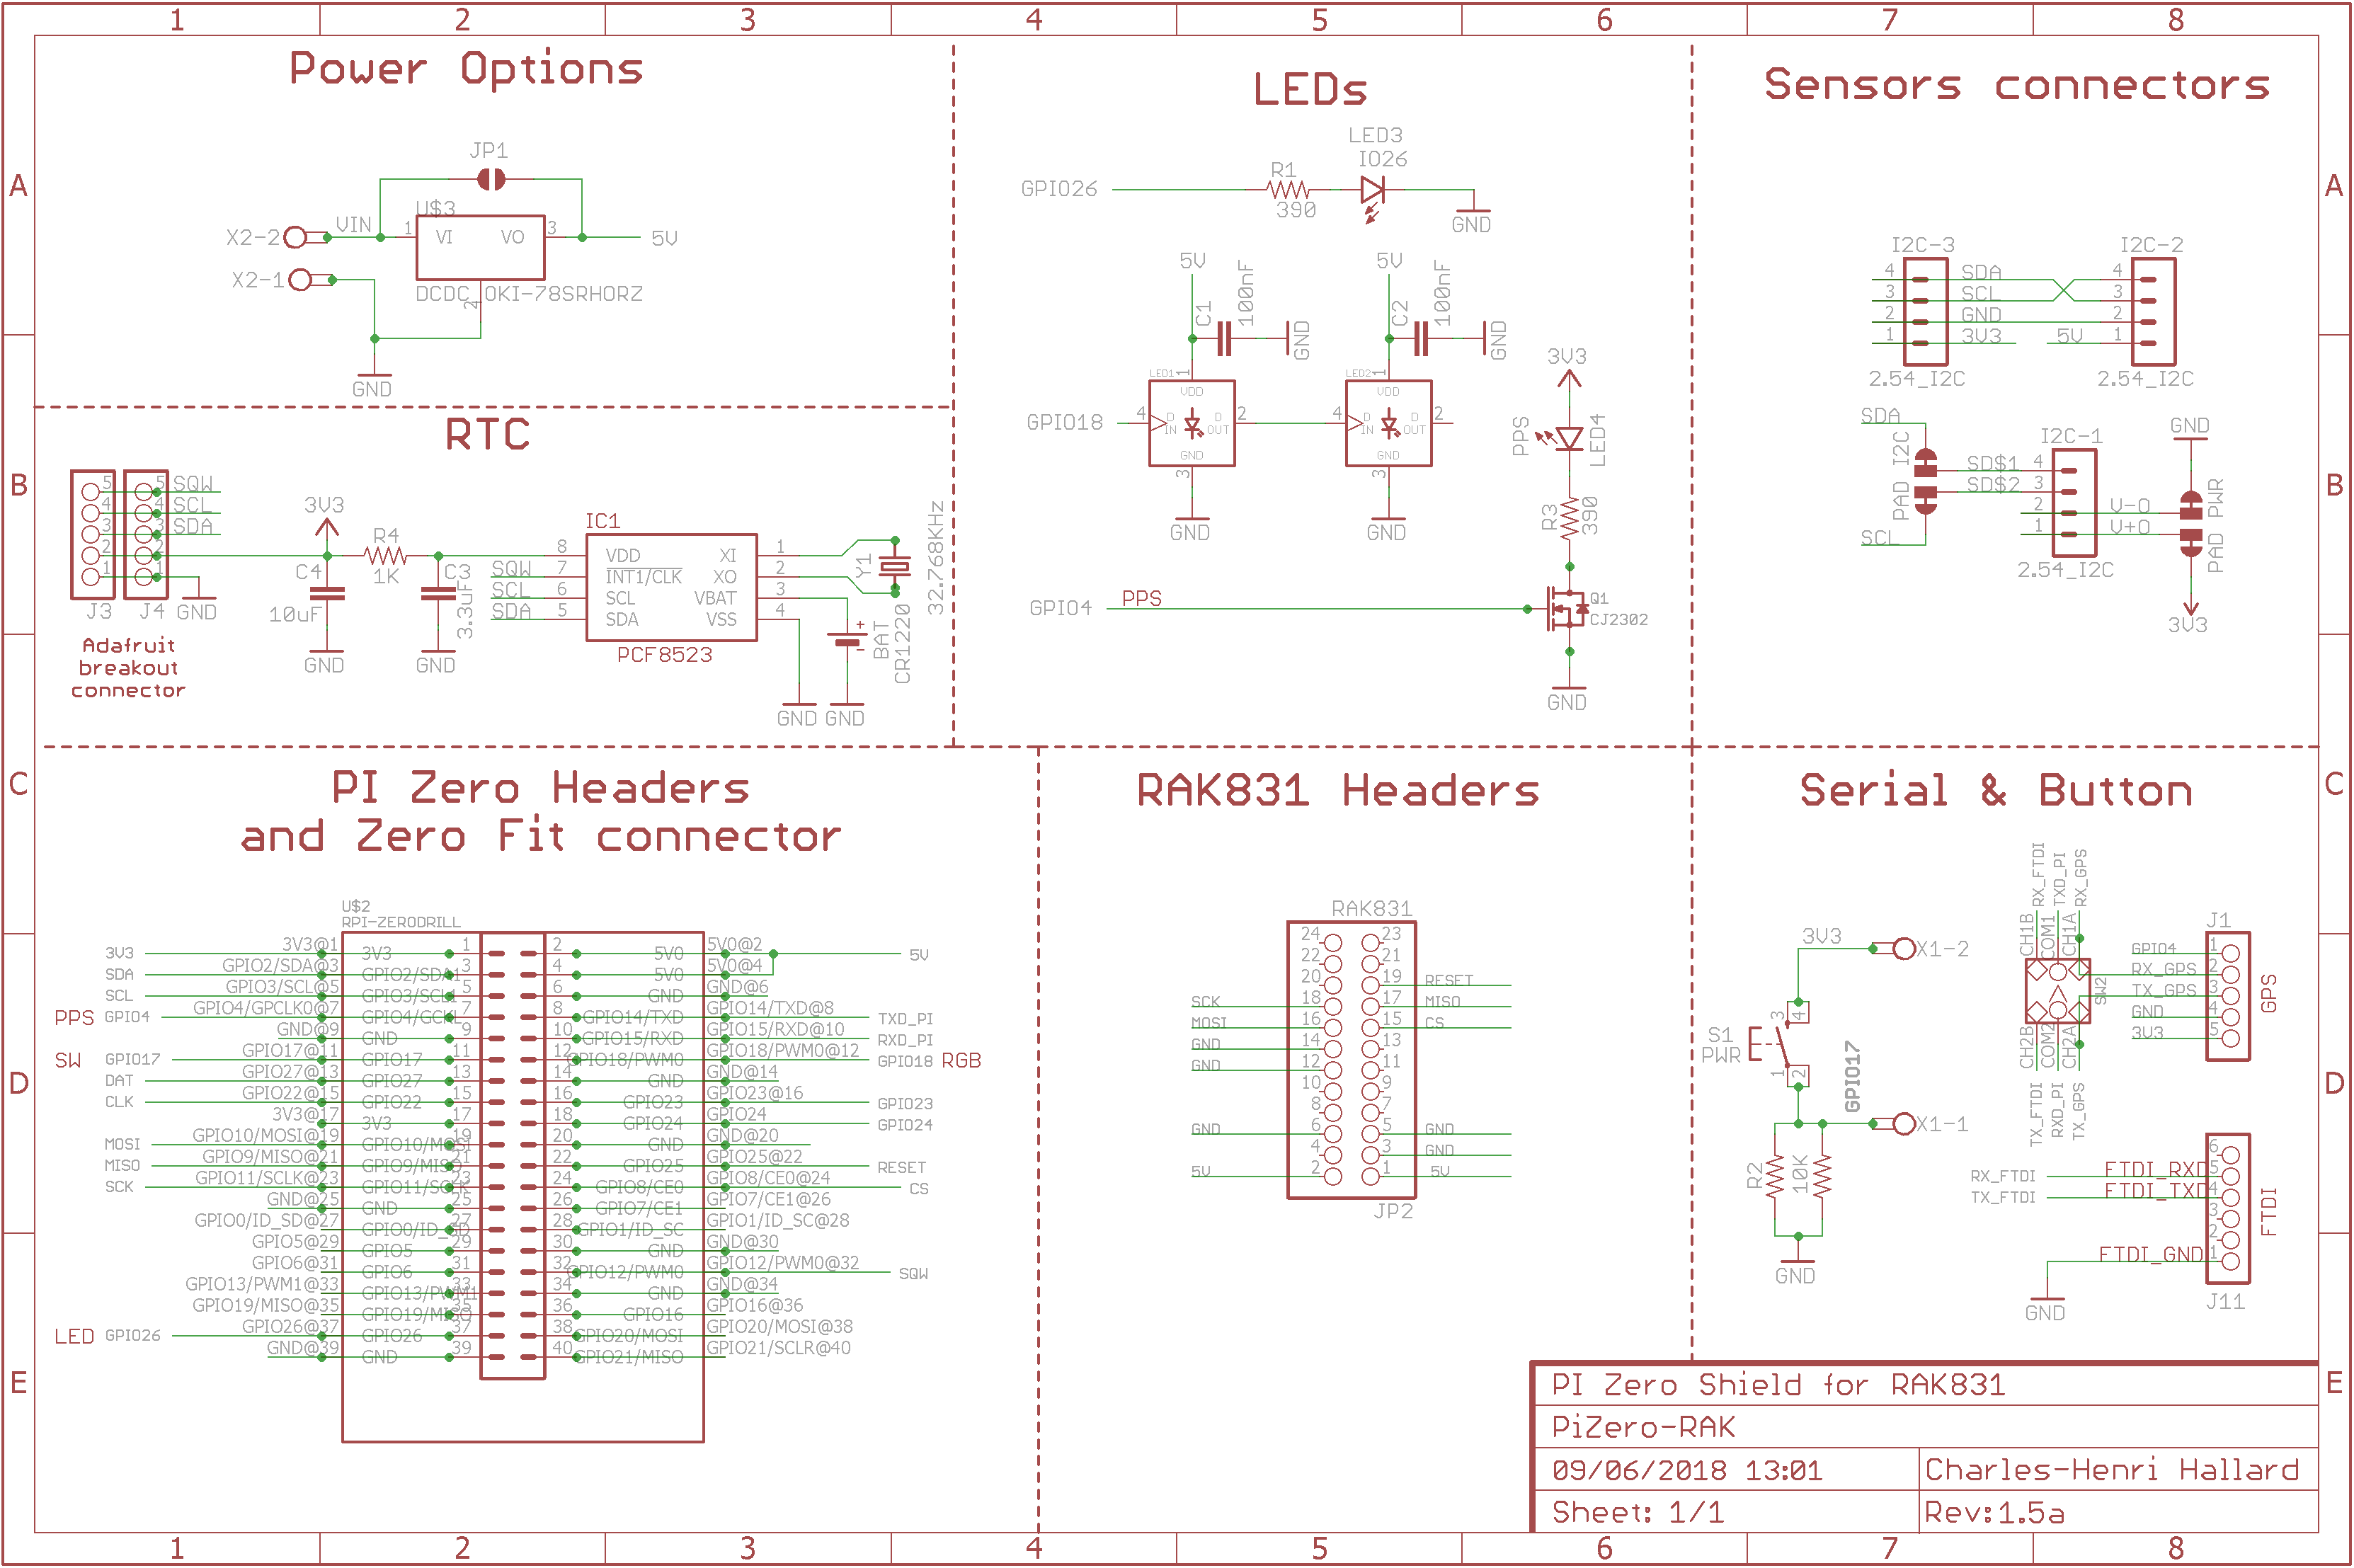 1 2 3 4 5 6 7 8
A
B
C
D
E
Power Options
JP1
U$3
X2-2
VIN
1
VI
VO
3
5V
X2-1
2
DCDC_OKI-78SRHORZ
GND
RTC
5 5 SQW
4 4 SCL
3 3 SDA
2 2
1 1
J3 J4 GND
Adafruit
breakout
connector
3V3
R4
1K
C4
10uF
GND
C3
3.3uF
GND
IC1
8 VDD XI 1
SQW 7 INT1/CLK XO 2
SCL 6 SCL VBAT 3
SDA 5 SDA VSS 4
PCF8523
Y1
32.768KHz
+
-
BAT
CR1220
GND GND
LEDs
LED3
IO26
GPIO26
R1
390
GND
5V
C1
100nF
GND
5V
C2
100nF
GND
LED1
1
VDD
GPIO18
4
D
IN
D
OUT
2
GND
3
GND
LED2
1
VDD
4
D
IN
D
OUT
2
GND
3
GND
3V3
PPS
LED4
R3
390
GPIO4
PPS
Q1
CJ2302
GND
Sensors connectors
I2C-3
I2C-2
4 SDA 4
3 SCL 3
2 GND 2
1 3V3 5V 1
2.54_I2C
2.54_I2C
SDA
PAD I2C
SCL
I2C-1
SD$1 4
SD$2 3
2 V-O
1 V+O
2.54_I2C
GND
PAD PWR
3V3
PI Zero Headers
and Zero Fit connector
U$2
RPI-ZERODRILL
3V3 3V3@1 3V3 1 2 5V0 5V0@2 5V
SDA GPIO2/SDA@3 GPIO2/SDA1 3 4 5V0 5V0@4
SCL GPIO3/SCL@5 GPIO3/SCL1 5 6 GND GND@6
PPS GPIO4 GPIO4/GPCLK0@7 GPIO4/GCKL 7 8 GPIO14/TXD GPIO14/TXD@8 TXD_PI
GND@9 GND 9 10 GPIO15/RXD GPIO15/RXD@10 RXD_PI
SW GPIO17 GPIO17@11 GPIO17 11 12 GPIO18/PWM0 GPIO18/PWM0@12 GPIO18 RGB
DAT GPIO27@13 GPIO27 13 14 GND GND@14
CLK GPIO22@15 GPIO22 15 16 GPIO23 GPIO23@16 GPIO23
3V3@17 3V3 17 18 GPIO24 GPIO24 GPIO24
MOSI GPIO10/MOSI@19 GPIO10/MOSI 19 20 GND GND@20
MISO GPIO9/MISO@21 GPIO9/MISO 21 22 GPIO25 GPIO25@22 RESET
SCK GPIO11/SCLK@23 GPIO11/SCLK 23 24 GPIO8/CE0 GPIO8/CE0@24 CS
GND@25 GND 25 26 GPIO7/CE1 GPIO7/CE1@26
GPIO0/ID_SD@27 GPIO0/ID_SD 27 28 GPIO1/ID_SC GPIO1/ID_SC@28
GPIO5@29 GPIO5 29 30 GND GND@30
GPIO6@31 GPIO6 31 32 GPIO12/PWM0 GPIO12/PWM0@32 SQW
GPIO13/PWM1@33 GPIO13/PWM1 33 34 GND GND@34
GPIO19/MISO@35 GPIO19/MISO 35 36 GPIO16 GPIO16@36
LED GPIO26 GPIO26@37 GPIO26 37 38 GPIO20/MOSI GPIO20/MOSI@38
GND@39 GND 39 40 GPIO21/MISO GPIO21/SCLR@40
RAK831 Headers
RAK831
24 23
22 21
20 19 RESET
SCK 18 17 MISO
MOSI 16 15 CS
GND 14 13
GND 12 11
10 9
8 7
GND 6 5 GND
4 3 GND
5V 2 1 5V
JP2
Serial & Button
3V3
X1-2
3 4
S1
PWR
1 2
GPIO17
X1-1
R2
10K
GND
RX_FTDI
TXD_PI
RX_GPS
CH1B
COM1
CH1A
SW2
CH2B
COM2
CH2A
TX_FTDI
RXD_PI
TX_GPS
J1
GPIO4 1
RX_GPS 2
TX_GPS 3
GND 4
3V3 5
GPS
6
RX_FTDI FTDI_RXD 5
TX_FTDI FTDI_TXD 4
3
2
FTDI_GND 1
FTDI
GND
J11
PI Zero Shield for RAK831
PiZero-RAK
09/06/2018 13:01
Charles-Henri Hallard
Sheet: 1/1
Rev:1.5a
A
B
C
D
E
1 2 3 4 5 6 7 8